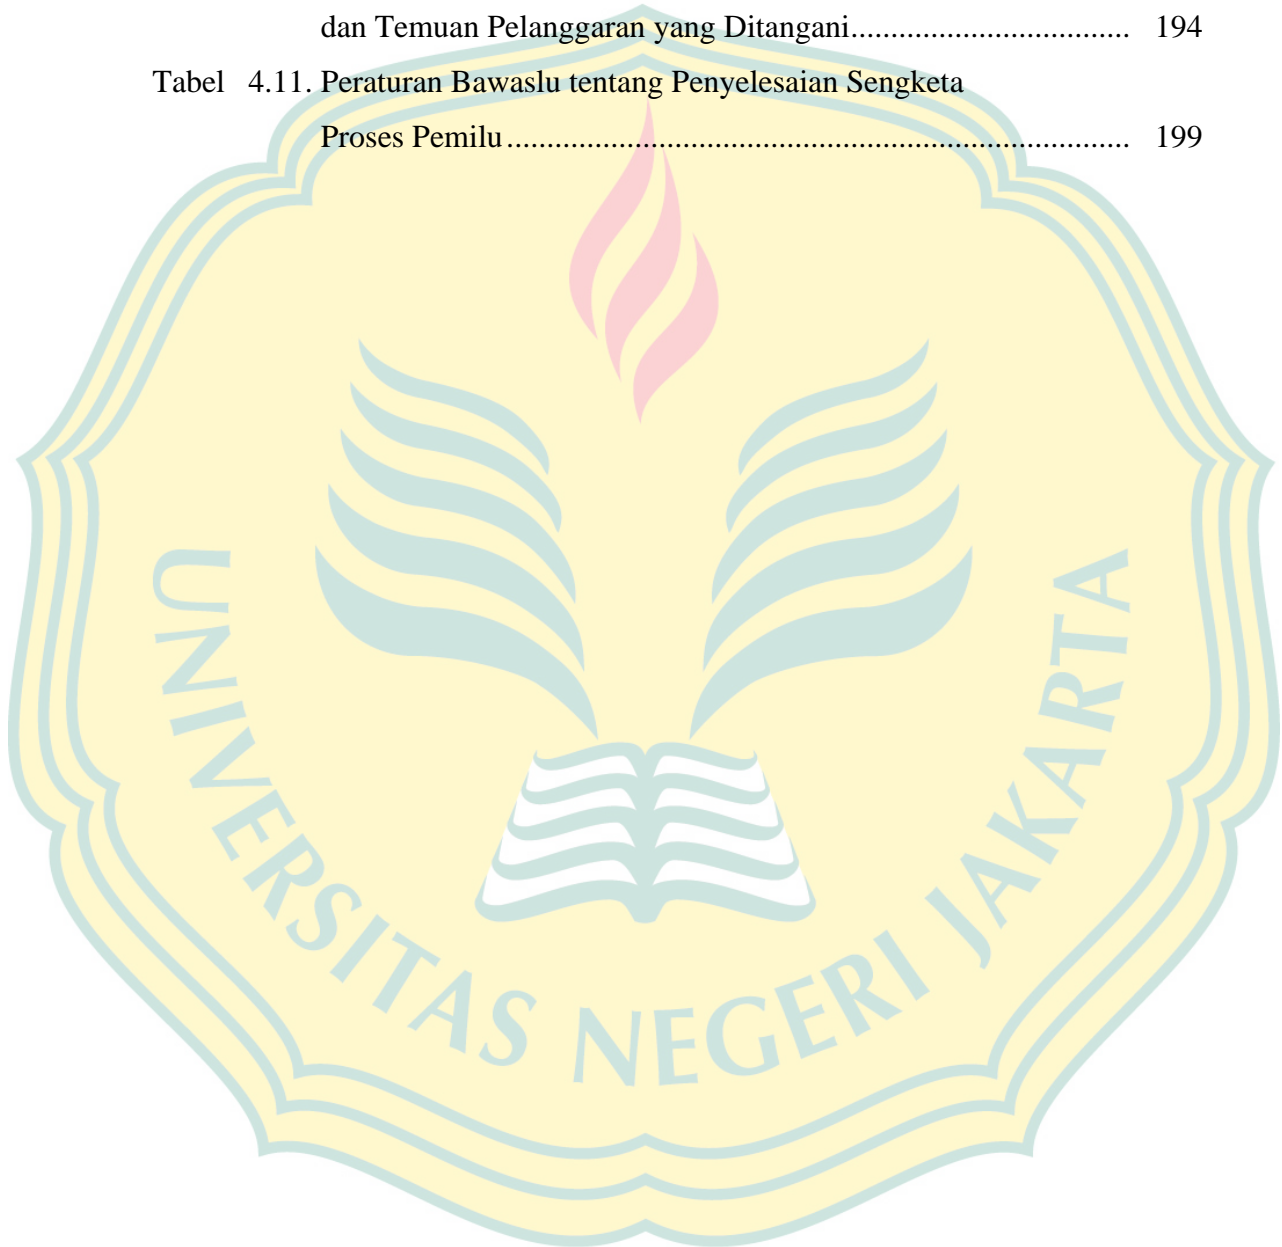 dan Temuan Pelanggaran yang Ditangani.................................. 194
Tabel 4.11. Peraturan Bawaslu tentang Penyelesaian Sengketa
Proses Pemilu............................................................................ 199
UNIVERSITAS NEGERI JAKARTA